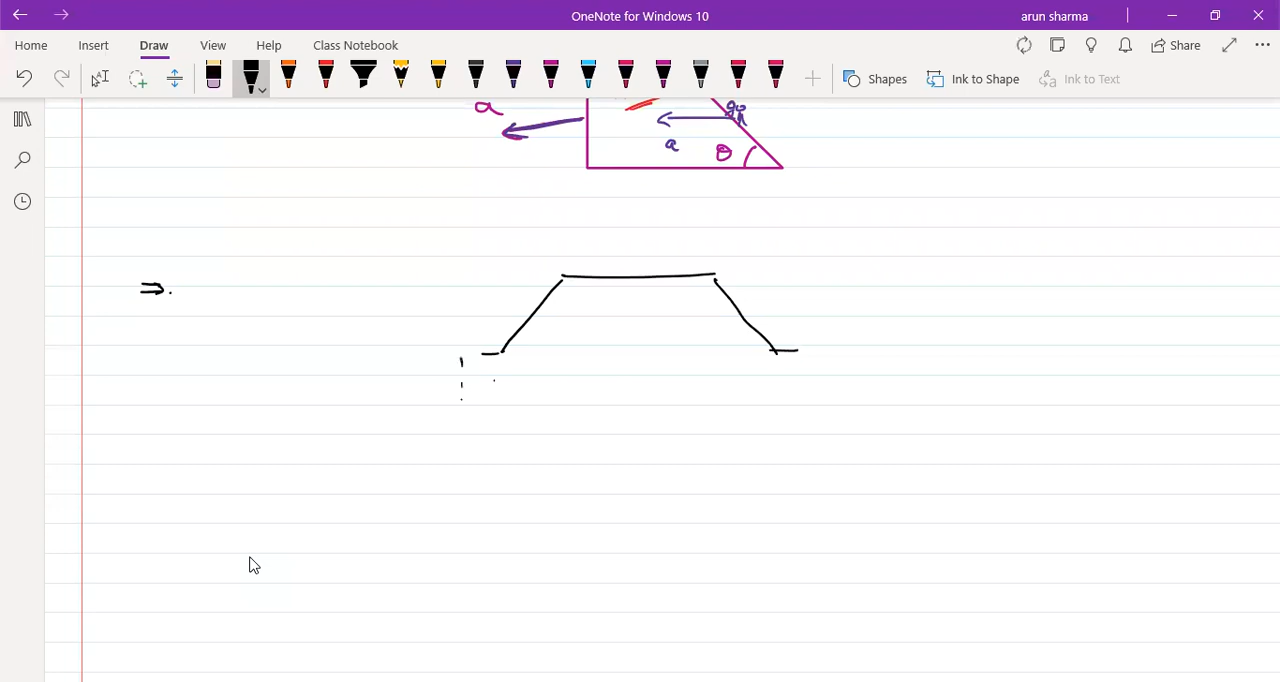 OneNote for Windows 10
arun sharma
Home Insert Draw View Help Class Notebook
Share
Shapes
Ink to Shape
Ink to Text
a
a
θ
⇒.